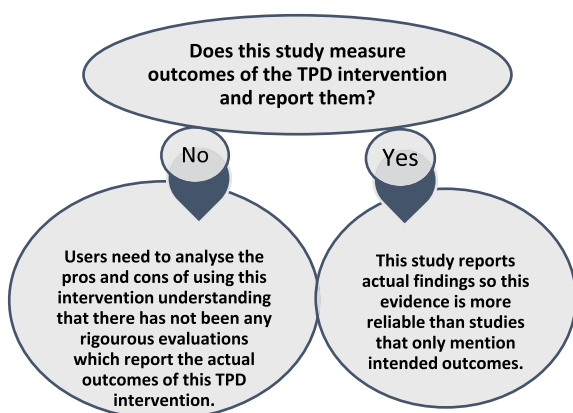 Does this study measure
outcomes of the TPD intervention
and report them?
No
Yes
Users need to analyse the
pros and cons of using this
intervention understanding
that there has not been any
rigourous evaluations
which report the actual
outcomes of this TPD
intervention.
This study reports
actual findings so this
evidence is more
reliable than studies
that only mention
intended outcomes.